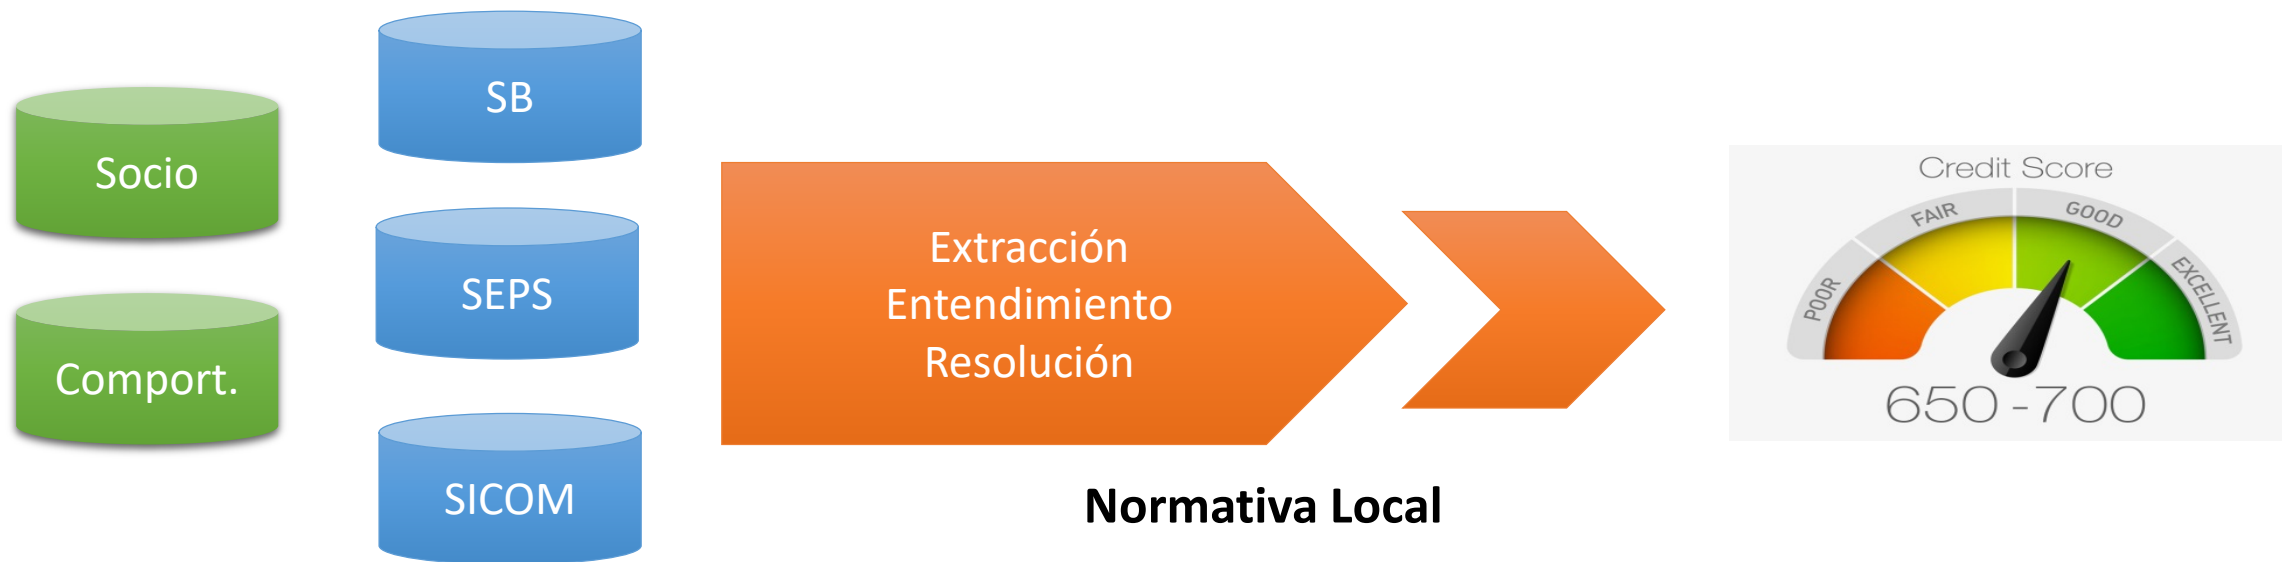 Socio
Comport.
SB
SEPS
SICOM
Extracción
Entendimiento
Resolución
Normativa Local
Credit Score
POOR
FAIR
GOOD
EXCELLENT
650-700